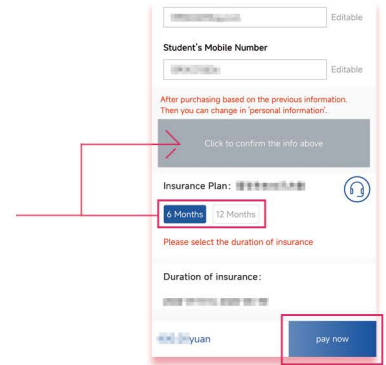 Editable
Student's Mobile Number
Editable
After purchasing based on the previous information.
Then you can change in 'personal information'.
Click to confirm the info above
Insurance Plan:
6 Months 12 Months
Please select the duration of insurance
Duration of insurance:
yuan pay now